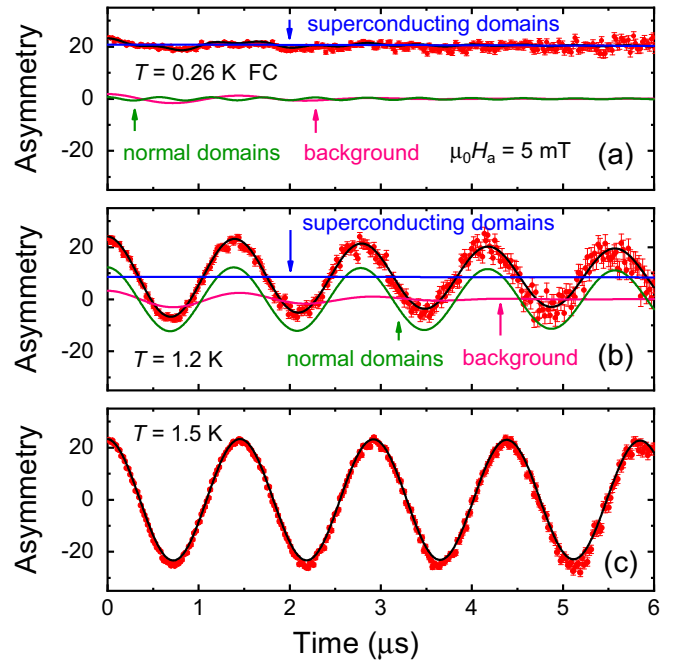 superconducting domains
20
T = 0.26 K FC
0
normal domains
background
μ₀Hₐ = 5 mT
(a)
-20
Asymmetry
superconducting domains
20
0
normal domains
background
T = 1.2 K
(b)
-20
Asymmetry
T = 1.5 K
20
0
-20
(c)
Asymmetry
0 1 2 3 4 5 6
Time (μs)